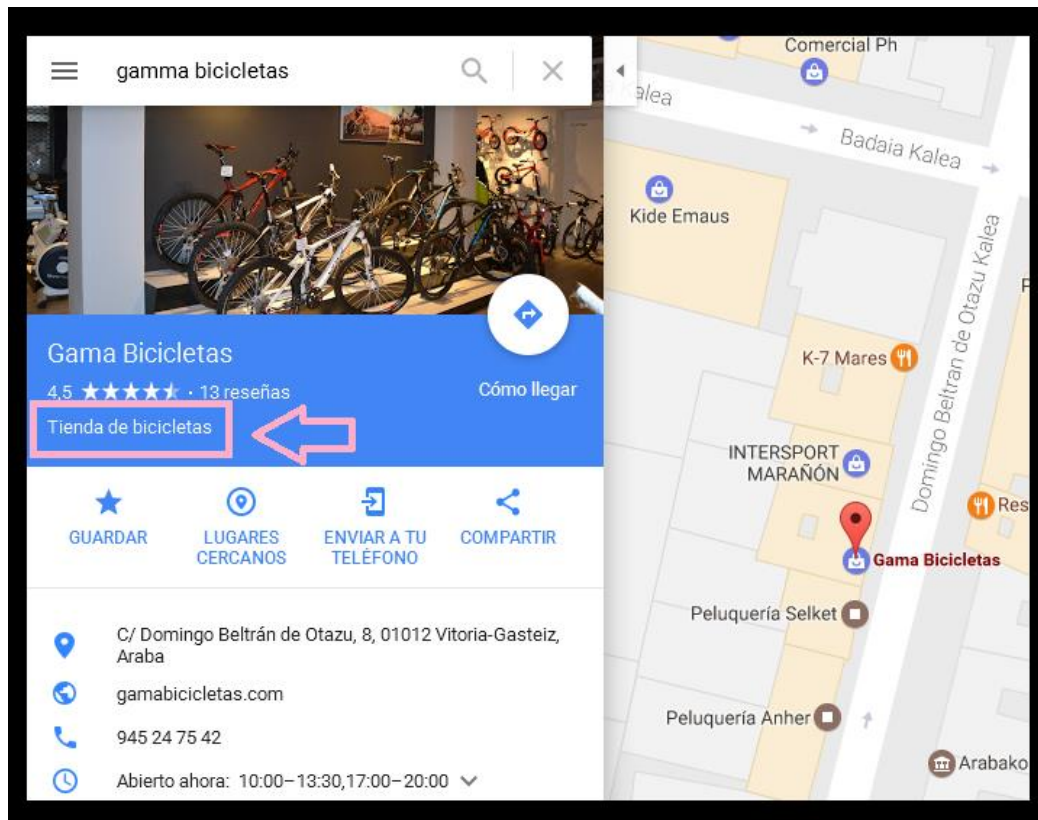 gamma bicicletas
Gama Bicicletas
4,5 ★★★★★ · 13 reseñas
Cómo llegar
Tienda de bicicletas
GUARDAR
LUGARES
CERCANOS
ENVIAR A TU
TELÉFONO
COMPARTIR
C/ Domingo Beltrán de Otazu, 8, 01012 Vitoria-Gasteiz,
Araba
gamabicicletas.com
945 24 75 42
Abierto ahora: 10:00–13:30,17:00–20:00
Comercial Ph
alea
Kalea
Badaia Kalea
Kide Emaus
Domingo Beltran de Otazu Kalea
K-7 Mares
INTERSPORT
MARAÑÓN
Res
Gama Bicicletas
Peluquería Selket
Peluquería Anher
Arabako